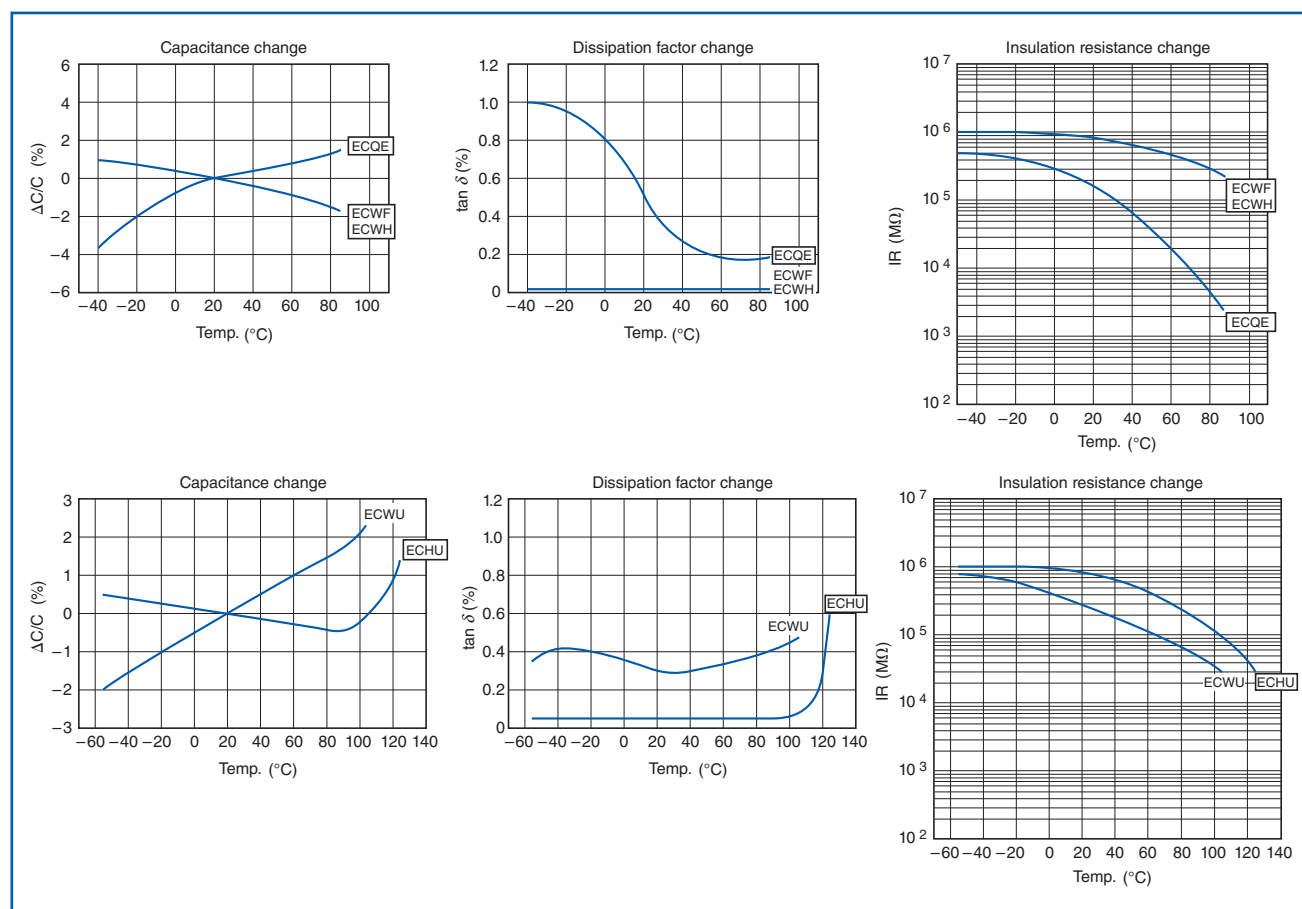 Capacitance change
6
4
2
0
−2
−4
−6
ΔC/C (%)
−40 −20 0 20 40 60 80 100
Temp. (°C)
ECQE
ECWF
ECWH
Dissipation factor change
1.2
1.0
0.8
0.6
0.4
0.2
0
tan δ (%)
−40 −20 0 20 40 60 80 100
Temp. (°C)
ECQE
ECWF
ECWH
Insulation resistance change
10 7
10 6
10 5
10 4
10 3
10 2
IR (MΩ)
−40 −20 0 20 40 60 80 100
Temp. (°C)
ECWF
ECWH
ECQE
Capacitance change
3
2
1
0
−1
−2
−3
ΔC/C (%)
−60 −40 −20 0 20 40 60 80 100 120 140
Temp. (°C)
ECWU
ECHU
Dissipation factor change
1.2
1.0
0.8
0.6
0.4
0.2
0
tan δ (%)
−60 −40 −20 0 20 40 60 80 100 120 140
Temp. (°C)
ECWU
ECHU
Insulation resistance change
10 7
10 6
10 5
10 4
10 3
10 2
IR (MΩ)
−60 −40 −20 0 20 40 60 80 100 120 140
Temp. (°C)
ECWU
ECHU